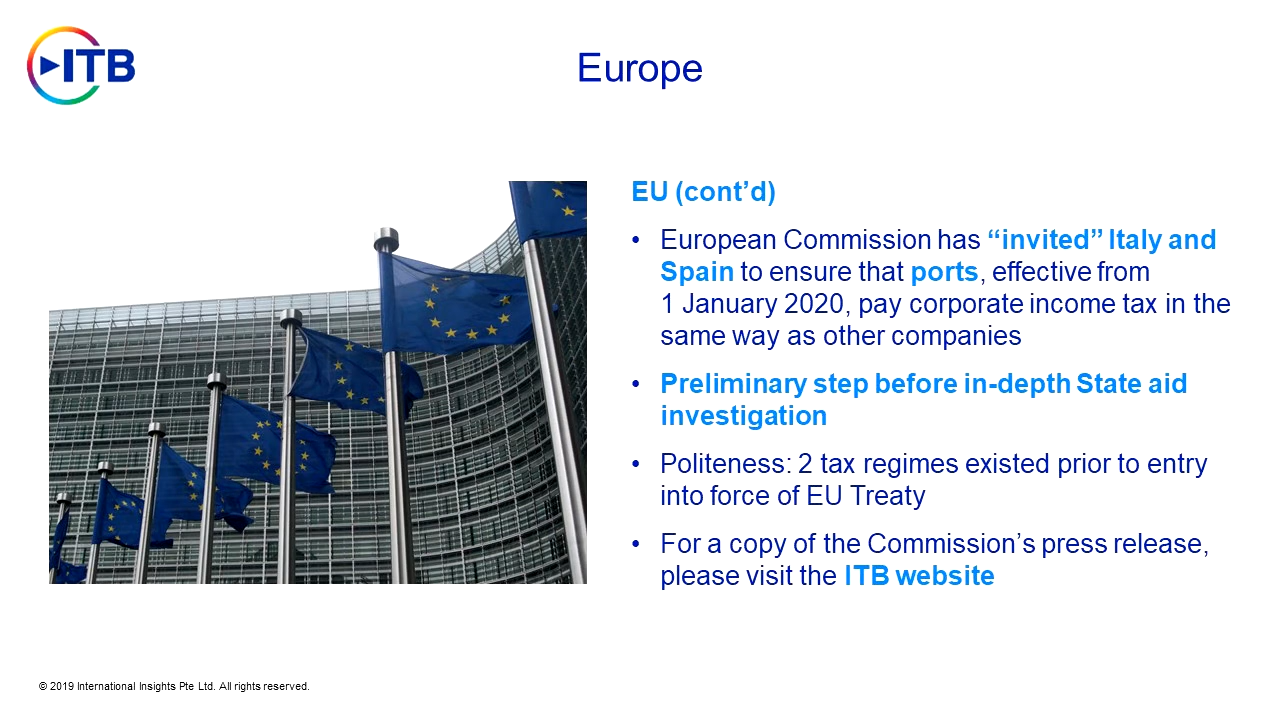 ITB
Europe
EU (cont’d)
• European Commission has “invited” Italy and
Spain to ensure that ports, effective from
1 January 2020, pay corporate income tax in the
same way as other companies
• Preliminary step before in-depth State aid
investigation
• Politeness: 2 tax regimes existed prior to entry
into force of EU Treaty
• For a copy of the Commission’s press release,
please visit the ITB website
© 2019 International Insights Pte Ltd. All rights reserved.